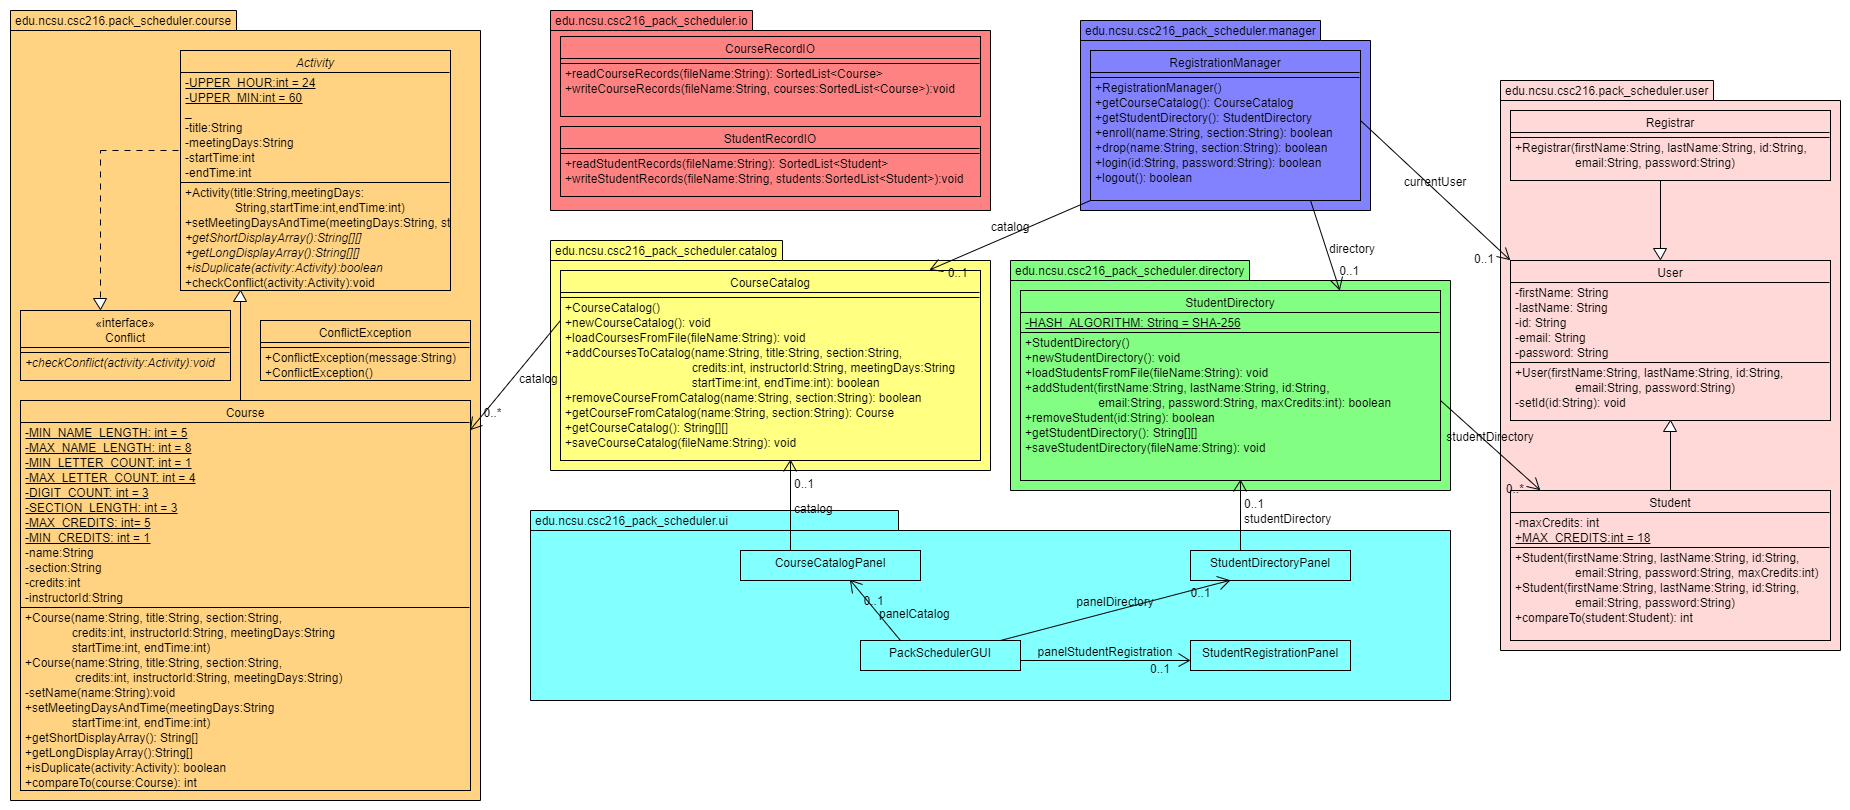 edu.ncsu.csc216.pack_scheduler.course
Activity
-UPPER_HOUR:int = 24
-UPPER_MIN:int = 60
_
-title:String
-meetingDays:String
-startTime:int
-endTime:int
+Activity(title:String,meetingDays:
String,startTime:int,endTime:int)
+setMeetingDaysAndTime(meetingDays:String, st
+getShortDisplayArray():String[][]
+getLongDisplayArray():String[][]
+isDuplicate(activity:Activity):boolean
+checkConflict(activity:Activity):void
«interface»
Conflict
+checkConflict(activity:Activity):void
ConflictException
+ConflictException(message:String)
+ConflictException()
Course
-MIN_NAME_LENGTH: int = 5
-MAX_NAME_LENGTH: int = 8
-MIN_LETTER_COUNT: int = 1
-MAX_LETTER_COUNT: int = 4
-DIGIT_COUNT: int = 3
-SECTION_LENGTH: int = 3
-MAX_CREDITS: int= 5
-MIN_CREDITS: int = 1
-name:String
-section:String
-credits:int
-instructorId:String
+Course(name:String, title:String, section:String,
credits:int, instructorId:String, meetingDays:String
startTime:int, endTime:int)
+Course(name:String, title:String, section:String,
credits:int, instructorId:String, meetingDays:String)
-setName(name:String):void
+setMeetingDaysAndTime(meetingDays:String
startTime:int, endTime:int)
+getShortDisplayArray(): String[]
+getLongDisplayArray():String[]
+isDuplicate(activity:Activity): boolean
+compareTo(course:Course): int
edu.ncsu.csc216_pack_scheduler.io
CourseRecordIO
+readCourseRecords(fileName:String): SortedList<Course>
+writeCourseRecords(fileName:String, courses:SortedList<Course>):void
StudentRecordIO
+readStudentRecords(fileName:String): SortedList<Student>
+writeStudentRecords(fileName:String, students:SortedList<Student>):void
edu.ncsu.csc216_pack_scheduler.manager
RegistrationManager
+RegistrationManager()
+getCourseCatalog(): CourseCatalog
+getStudentDirectory(): StudentDirectory
+enroll(name:String, section:String): boolean
+drop(name:String, section:String): boolean
+login(id:String, password:String): boolean
+logout(): boolean
catalog
0..1
directory
0..1
currentUser
0..1
edu.ncsu.csc216_pack_scheduler.catalog
CourseCatalog
+CourseCatalog()
+newCourseCatalog(): void
+loadCoursesFromFile(fileName:String): void
+addCoursesToCatalog(name:String, title:String, section:String,
credits:int, instructorId:String, meetingDays:String
startTime:int, endTime:int): boolean
+removeCourseFromCatalog(name:String, section:String): boolean
+getCourseFromCatalog(name:String, section:String): Course
+getCourseCatalog(): String[][]
+saveCourseCatalog(fileName:String): void
catalog
0..*
edu.ncsu.csc216_pack_scheduler.directory
StudentDirectory
-HASH_ALGORITHM: String = SHA-256
+StudentDirectory()
+newStudentDirectory(): void
+loadStudentsFromFile(fileName:String): void
+addStudent(firstName:String, lastName:String, id:String,
email:String, password:String, maxCredits:int): boolean
+removeStudent(id:String): boolean
+getStudentDirectory(): String[][]
+saveStudentDirectory(fileName:String): void
studentDirectory
0..*
edu.ncsu.csc216.pack_scheduler.user
Registrar
+Registrar(firstName:String, lastName:String, id:String,
email:String, password:String)
User
-firstName: String
-lastName: String
-id: String
-email: String
-password: String
+User(firstName:String, lastName:String, id:String,
email:String, password:String)
-setId(id:String): void
Student
-maxCredits: int
+MAX_CREDITS:int = 18
+Student(firstName:String, lastName:String, id:String,
email:String, password:String, maxCredits:int)
+Student(firstName:String, lastName:String, id:String,
email:String, password:String)
+compareTo(student:Student): int
edu.ncsu.csc216_pack_scheduler.ui
0..1
catalog
0..1
studentDirectory
CourseCatalogPanel
StudentDirectoryPanel
0..1
panelCatalog
panelDirectory
0..1
PackSchedulerGUI
panelStudentRegistration
0..1
StudentRegistrationPanel